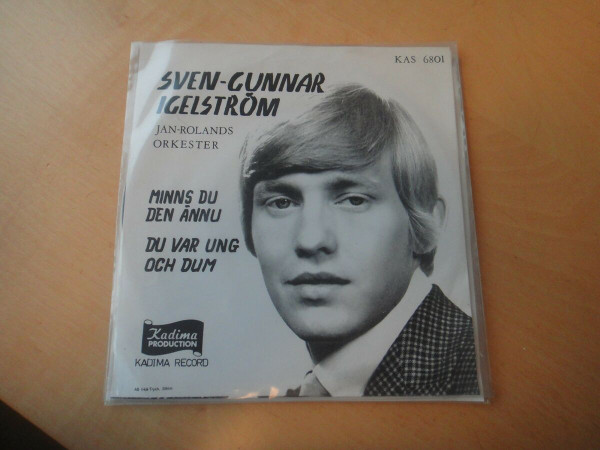 KAS 6801
SVEN-GUNNAR
IGELSTRÖM
JAN-ROLANDS
ORKESTER
MINNS DU
DEN ÄNNU
DU VAR UNG
OCH DUM
Kadima
PRODUCTION
KADIMA RECORD